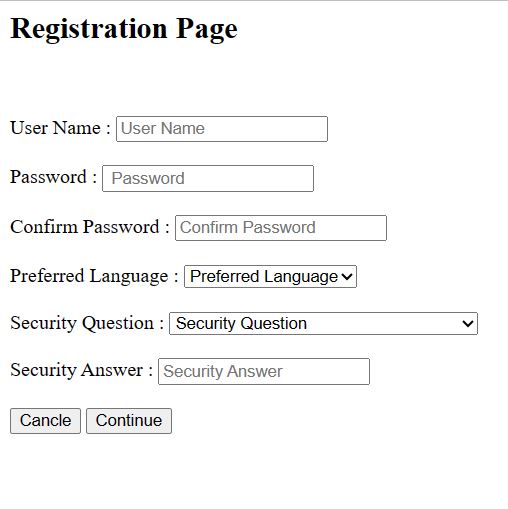 Registration Page
User Name : User Name
Password : Password
Confirm Password : Confirm Password
Preferred Language : Preferred Language
Security Question : Security Question
Security Answer : Security Answer
Cancle Continue